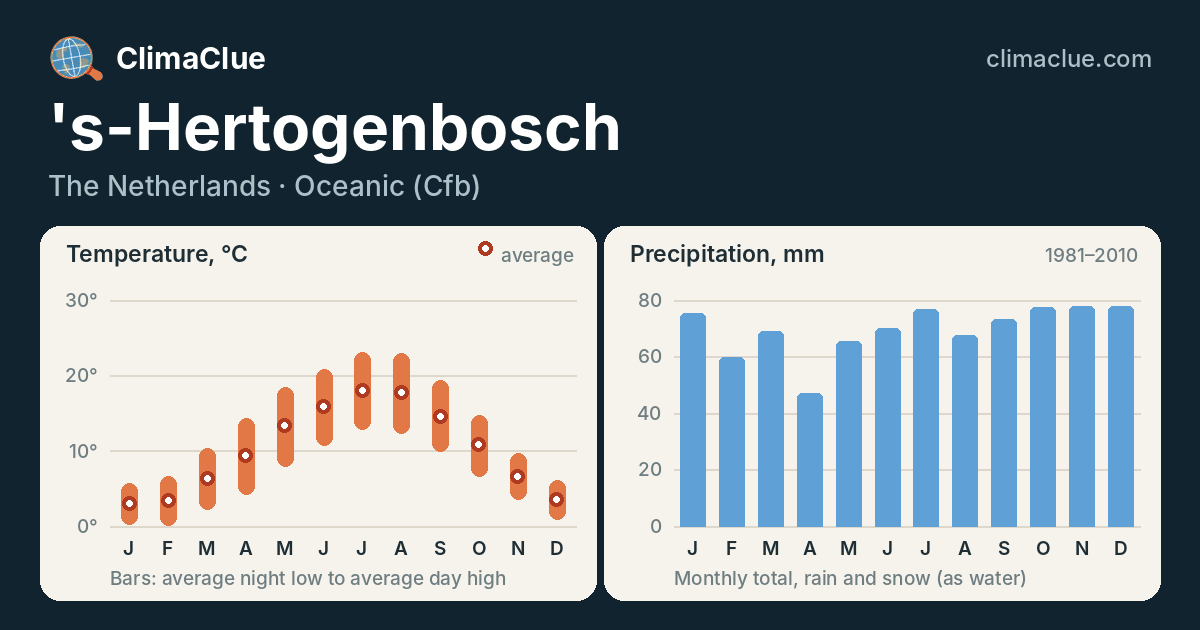 ClimaClue
climaclue.com
's-Hertogenbosch
The Netherlands · Oceanic (Cfb)
Temperature, °C
average
30°
20°
10°
0°
J F M A M J J A S O N D
Bars: average night low to average day high
Precipitation, mm
1981–2010
80
60
40
20
0
J F M A M J J A S O N D
Monthly total, rain and snow (as water)